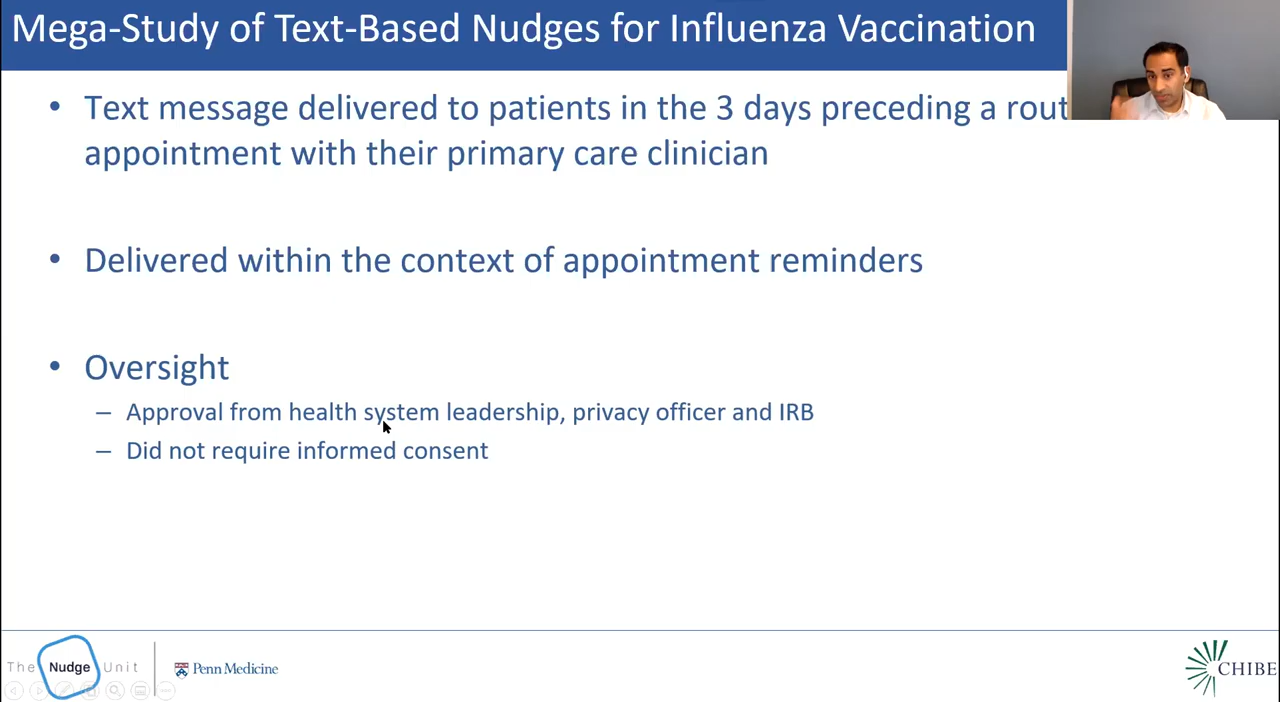 Mega-Study of Text-Based Nudges for Influenza Vaccination
• Text message delivered to patients in the 3 days preceding a rout
appointment with their primary care clinician
• Delivered within the context of appointment reminders
• Oversight
– Approval from health system leadership, privacy officer and IRB
– Did not require informed consent
The Nudge Unit
Penn Medicine
CHIBE